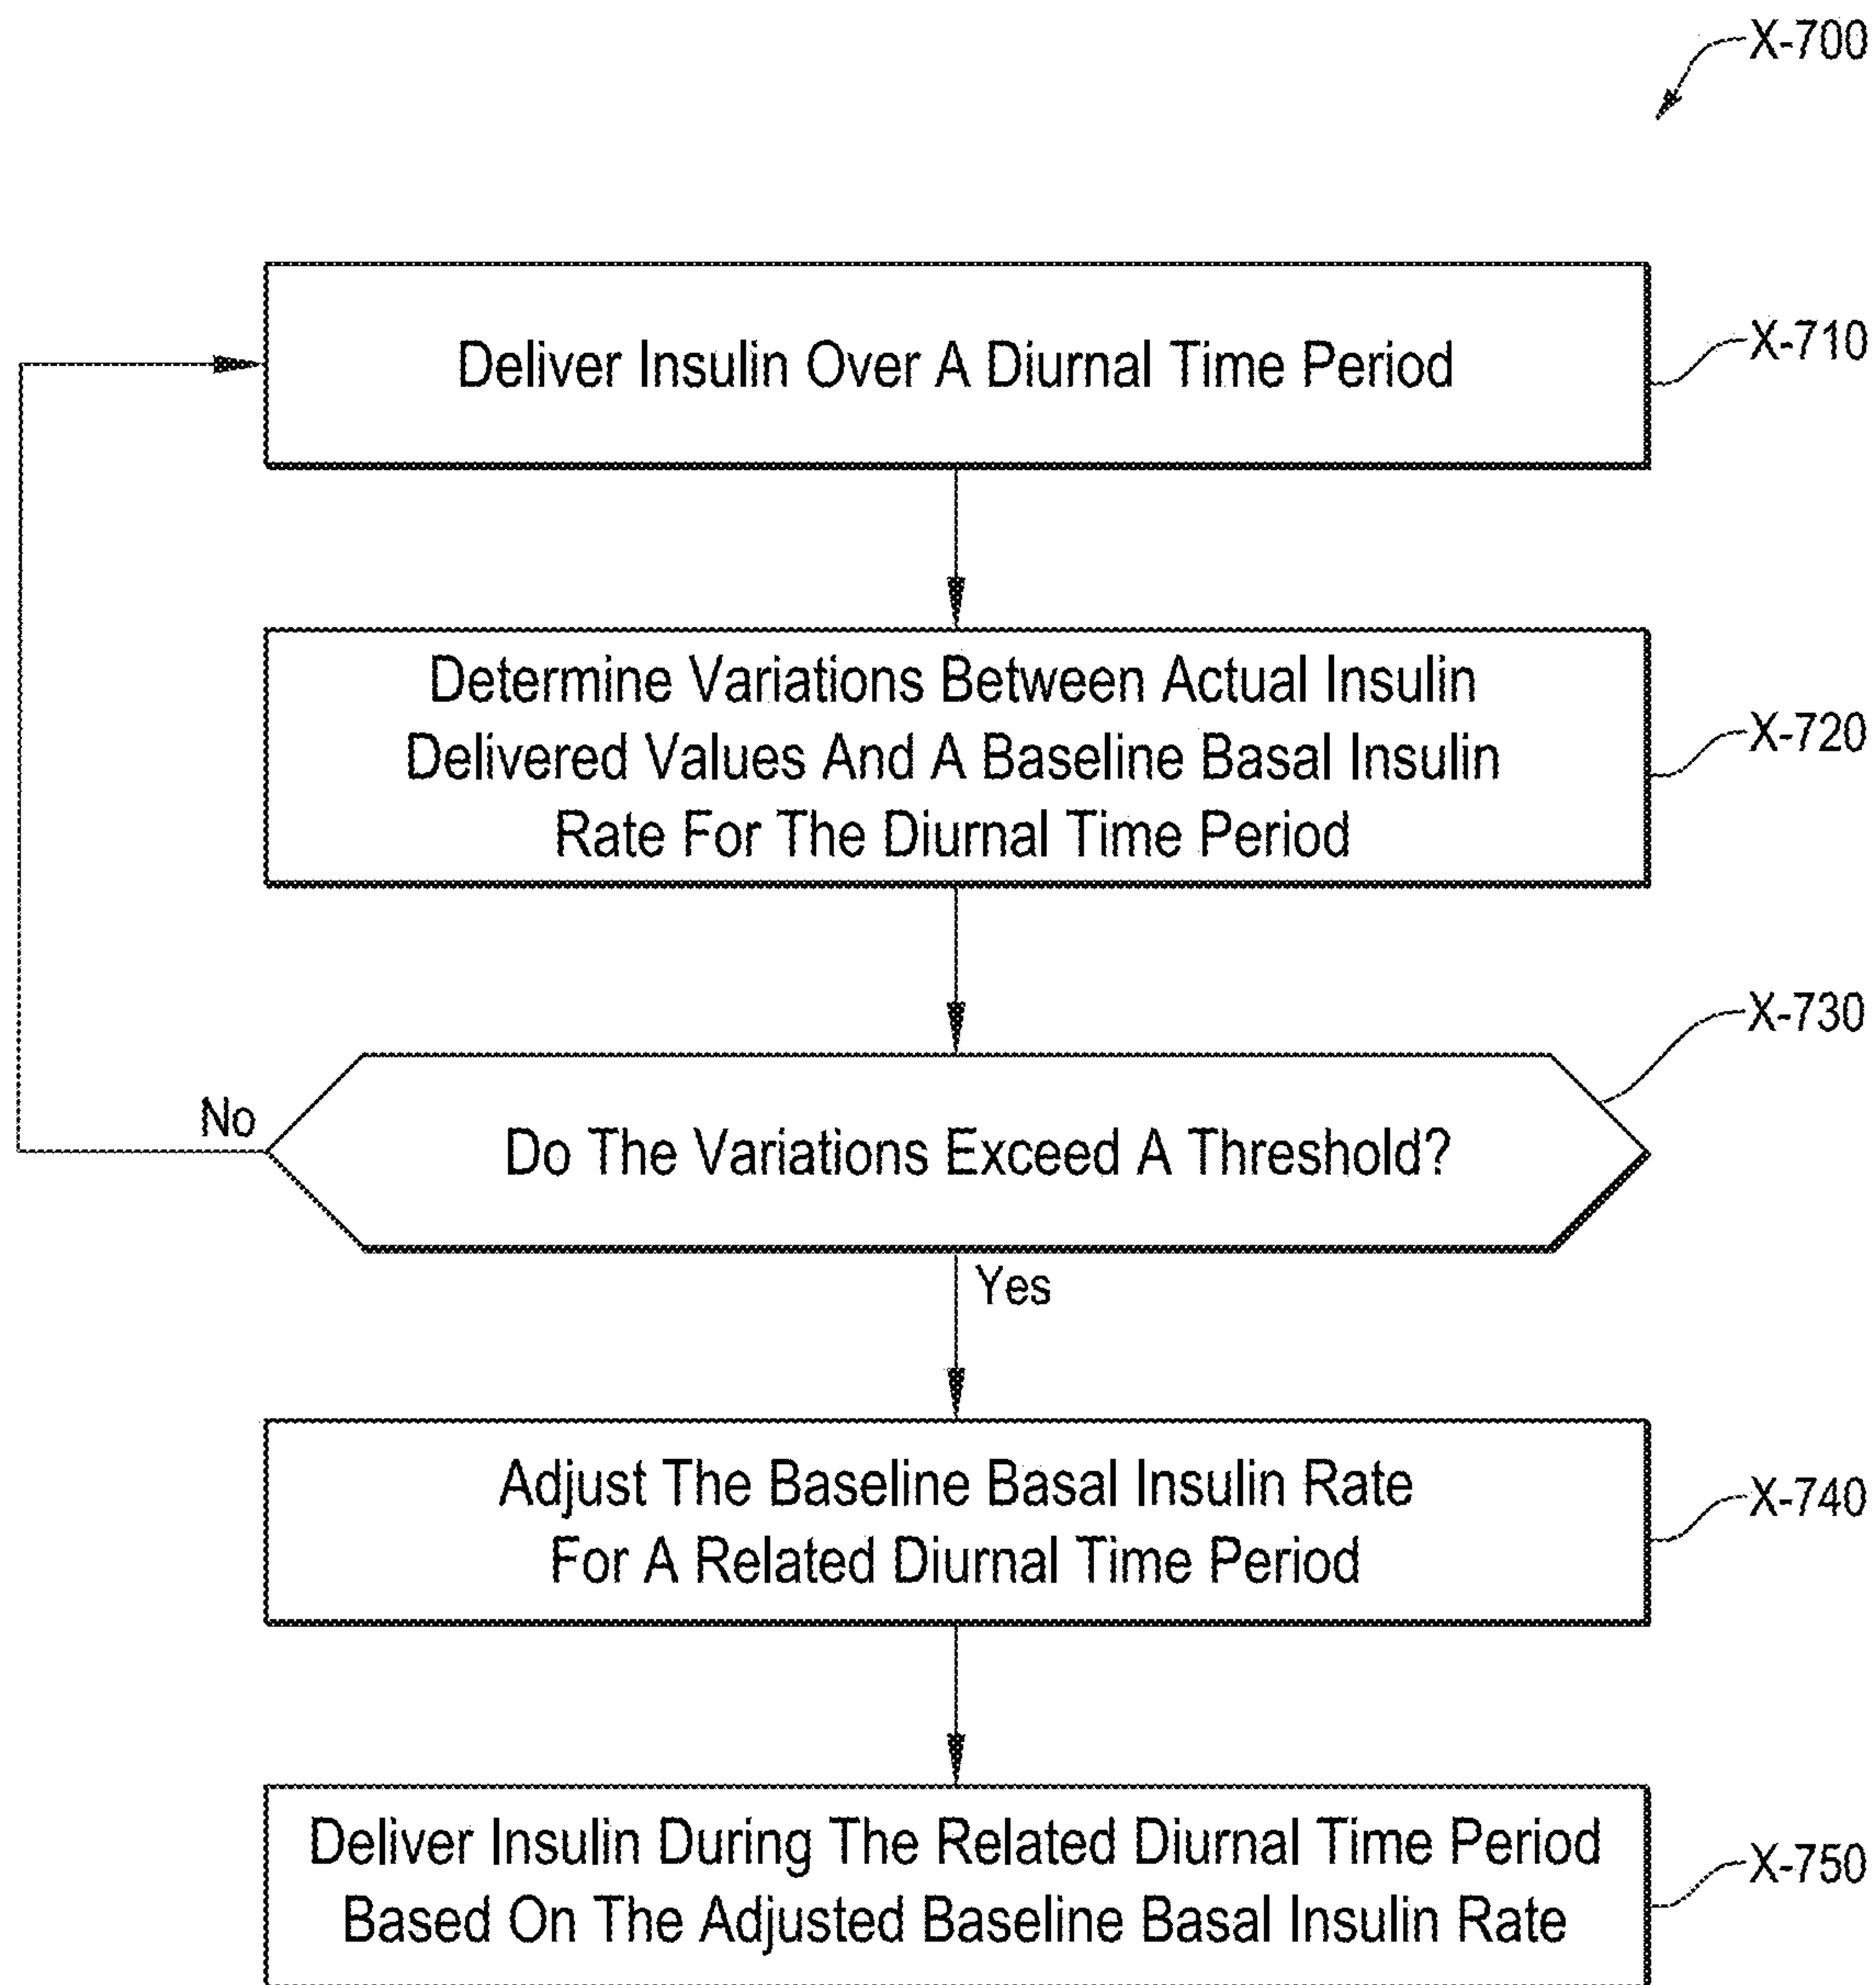 X-700
Deliver Insulin Over A Diurnal Time Period
X-710
Determine Variations Between Actual Insulin
Delivered Values And A Baseline Basal Insulin
Rate For The Diurnal Time Period
X-720
X-730
No
Do The Variations Exceed A Threshold?
Yes
Adjust The Baseline Basal Insulin Rate
For A Related Diurnal Time Period
X-740
Deliver Insulin During The Related Diurnal Time Period
Based On The Adjusted Baseline Basal Insulin Rate
X-750